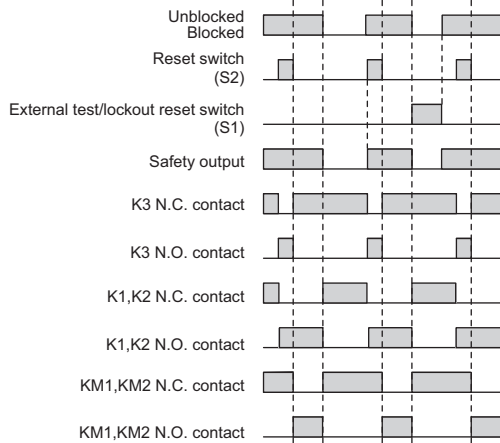 Unblocked
Blocked
Reset switch
(S2)
External test/lockout reset switch
(S1)
Safety output
K3 N.C. contact
K3 N.O. contact
K1,K2 N.C. contact
K1,K2 N.O. contact
KM1,KM2 N.C. contact
KM1,KM2 N.O. contact